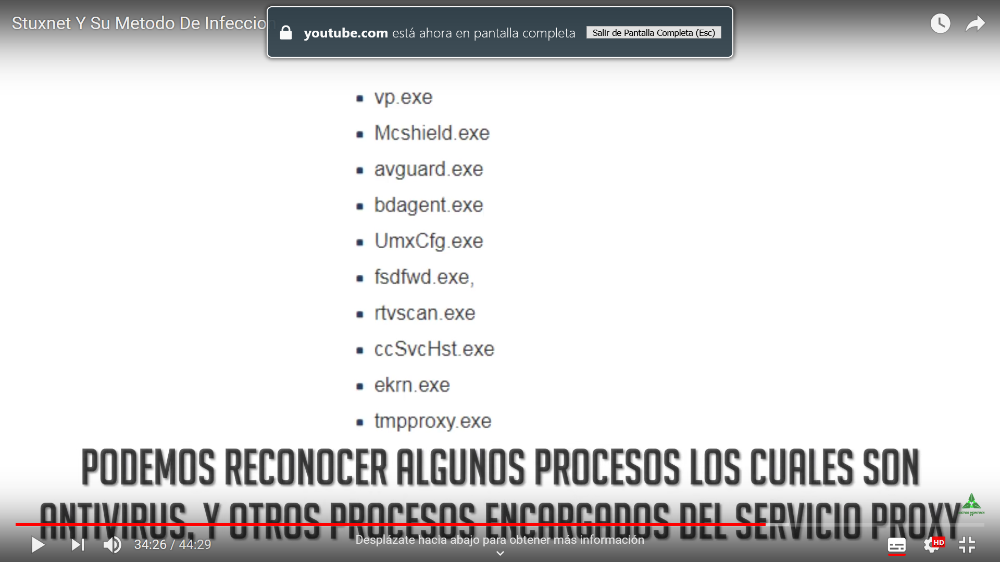 Stuxnet Y Su Metodo De Infeccion
youtube.com está ahora en pantalla completa
Salir de Pantalla Completa (Esc)
vp.exe
Mcshield.exe
avguard.exe
bdagent.exe
UmxCfg.exe
fsdfwd.exe,
rtvscan.exe
ccSvcHst.exe
ekrn.exe
tmpproxy.exe
PODEMOS RECONOCER ALGUNOS PROCESOS LOS CUALES SON
ANTIVIRUS, Y OTROS PROCESOS ENCARGADOS DEL SERVICIO PROXY
VICTOR MONTOYA
Desplázate hacia abajo para obtener más información
34:26 / 44:29
HD